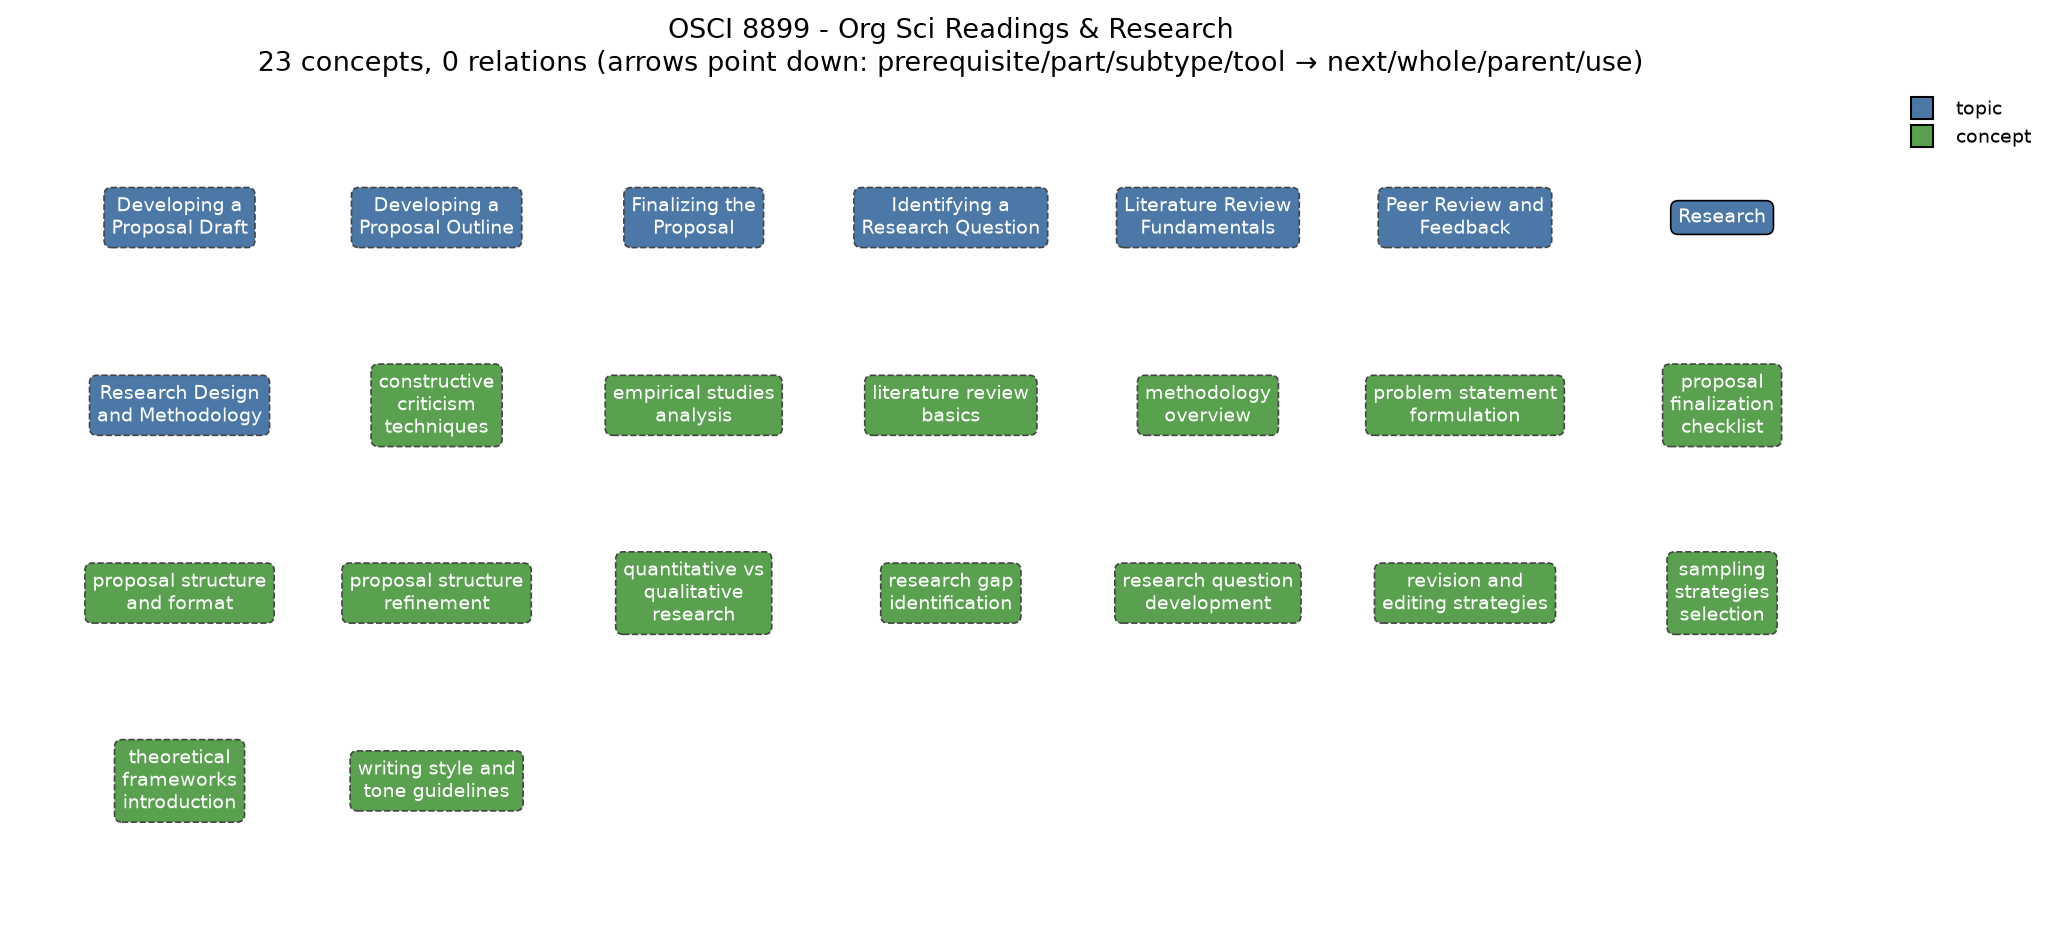 OSCI 8899 - Org Sci Readings & Research
23 concepts, 0 relations (arrows point down: prerequisite/part/subtype/tool → next/whole/parent/use)
topic
concept
Developing a
Proposal Draft
Developing a
Proposal Outline
Finalizing the
Proposal
Identifying a
Research Question
Literature Review
Fundamentals
Peer Review and
Feedback
Research
Research Design
and Methodology
constructive
criticism
techniques
empirical studies
analysis
literature review
basics
methodology
overview
problem statement
formulation
proposal
finalization
checklist
proposal structure
and format
proposal structure
refinement
quantitative vs
qualitative
research
research gap
identification
research question
development
revision and
editing strategies
sampling
strategies
selection
theoretical
frameworks
introduction
writing style and
tone guidelines